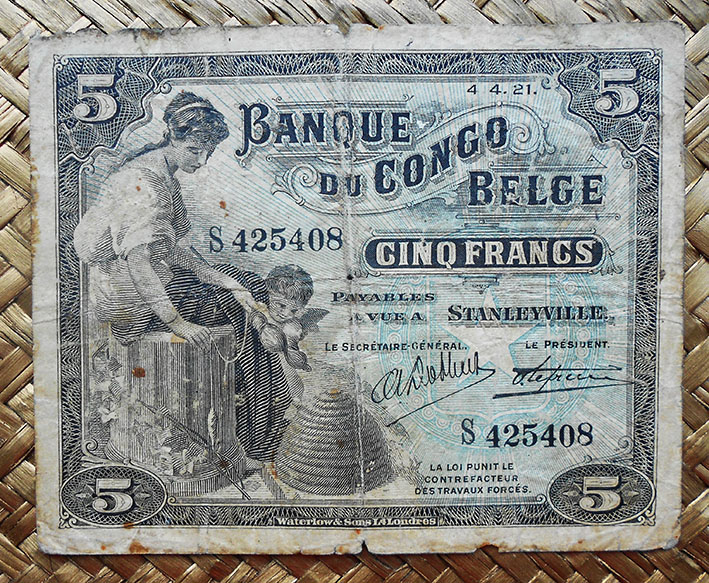 5 5
4 4.21.
BANQUE
DU CONGO
BELGE
S 425408
CINQ FRANCS
PAYABLES
A VUE A STANLEYVILLE.
LE SECRÉTAIRE-GÉNÉRAL. LE PRÉSIDENT.
S 425408
LA LOI PUNIT LE
CONTREFACTEUR
DES TRAVAUX FORCÉS.
5 5
Waterlow & Sons Ld Londres